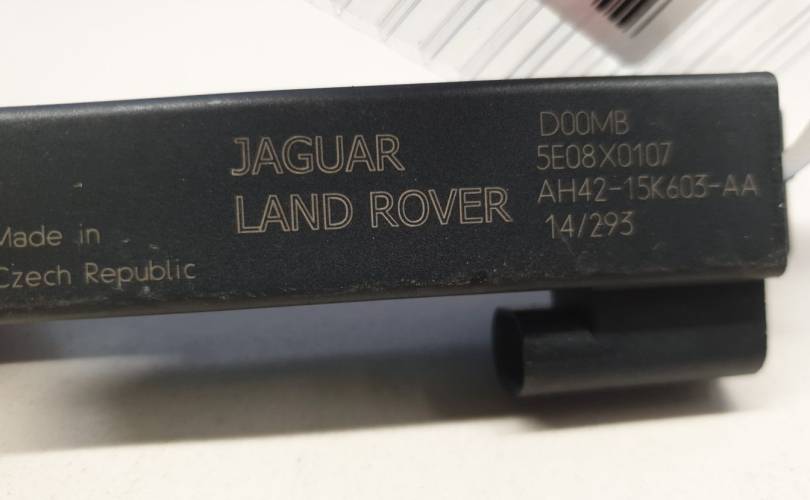 JAGUAR
LAND ROVER
Made in
Czech Republic
D00MB
5E08X0107
AH42-15K603-AA
14/293